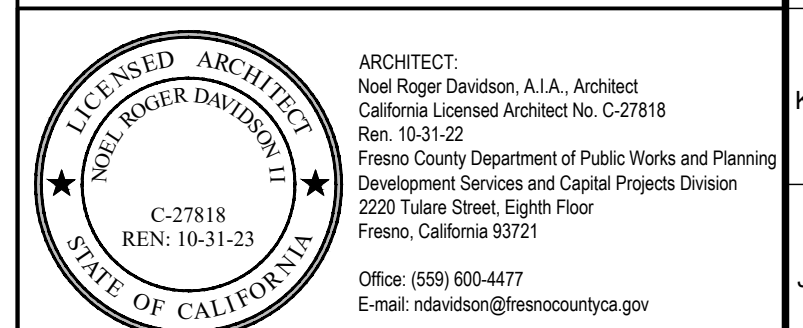 LICENSED ARCHITECT
NOEL ROGER DAVIDSON II
C-27818
REN: 10-31-23
STATE OF CALIFORNIA
ARCHITECT:
Noel Roger Davidson, A.I.A., Architect
California Licensed Architect No. C-27818
Ren. 10-31-22
Fresno County Department of Public Works and Planning
Development Services and Capital Projects Division
2220 Tulare Street, Eighth Floor
Fresno, California 93721
Office: (559) 600-4477
E-mail: ndavidson@fresnocountyca.gov